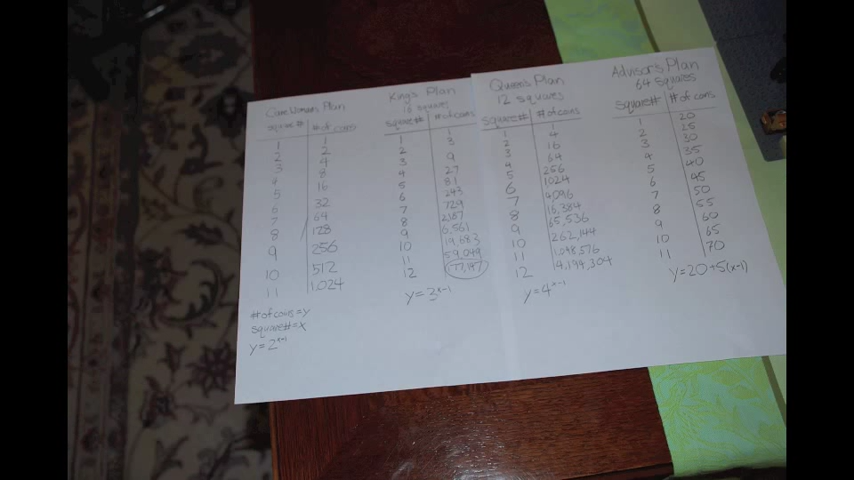 Plan
square#
# of coins
1 1
2 2
3 4
4 8
5 16
6 32
7 64
8 128
9 256
10 512
11 1,024
# of coins = y
square# = x
y = 2^x-1
King's Plan
squares
square# # of coins
1 1
2 3
3 9
4 27
5 81
6 243
7 729
8 2187
9 6,561
10 19,683
11 59,049
12 177,147
y = 3^x-1
Queen's Plan
12 squares
square# # of coins
1 1
2 4
3 16
4 64
5 256
6 1024
7 4096
8 16,384
9 65,536
10 262,144
11 1,048,576
12 4,194,304
y = 4^x-1
Advisor's Plan
64 squares
square# # of coins
1 20
2 25
3 30
4 35
5 40
6 45
7 50
8 55
9 60
10 65
11 70
y = 20 + 5(x-1)